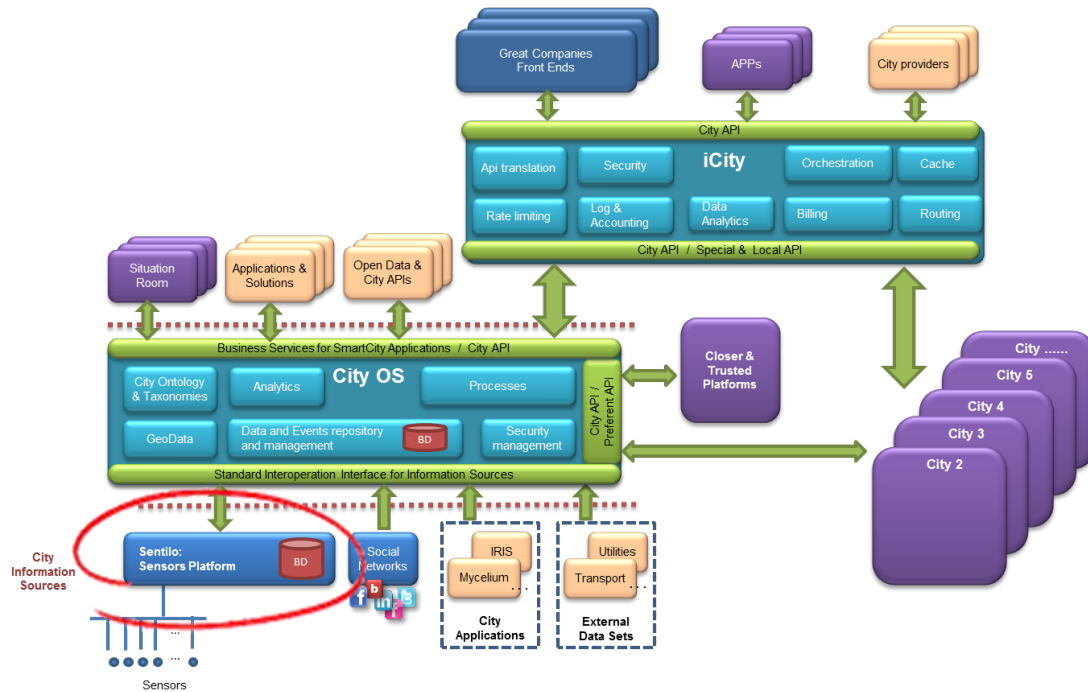 Great Companies
Front Ends
APPs
City providers
City API
iCity
Api translation
Security
Orchestration
Cache
Rate limiting
Log &
Accounting
Data
Analytics
Billing
Routing
City API / Special & Local API
Situation
Room
Applications &
Solutions
Open Data &
City APIs
Business Services for SmartCity Applications / City API
City OS
City Ontology
& Taxonomies
Analytics
Processes
GeoData
Data and Events repository
and management
BD
Security
management
City API /
Preferent API
Standard Interoperation Interface for Information Sources
Closer &
Trusted
Platforms
City ......
City 5
City 4
City 3
City 2
City
Information
Sources
Sentilo:
Sensors Platform
BD
Social
Networks
f
b
in
f
t
IRIS
Mycelium
...
City
Applications
Utilities
Transport
...
External
Data Sets
...
...
Sensors